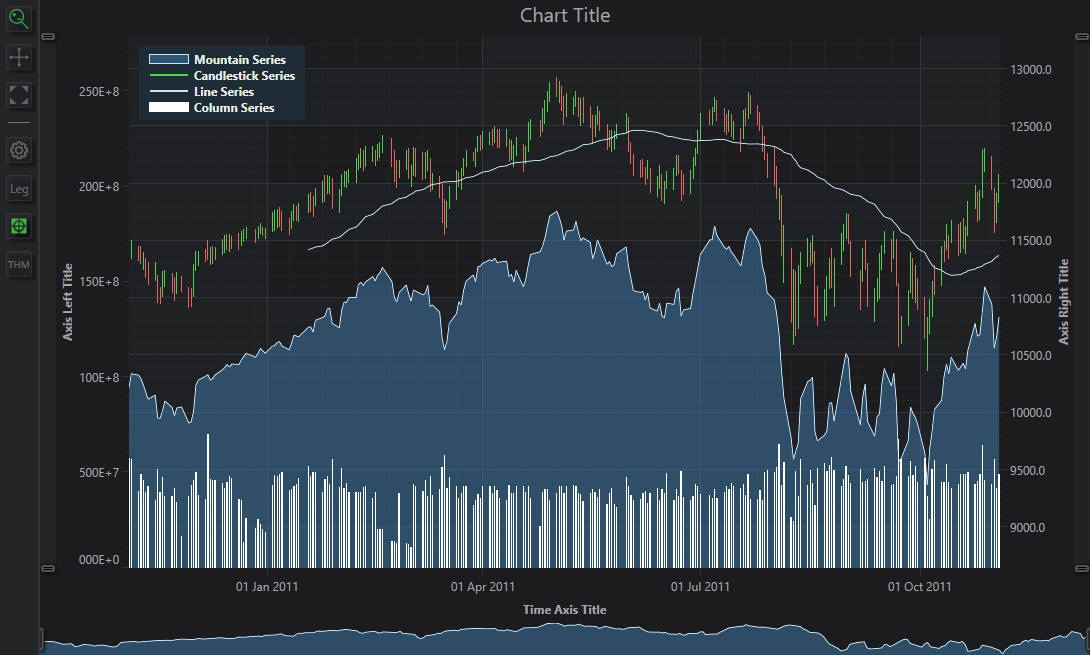 Chart Title
Mountain Series
Candlestick Series
Line Series
Column Series
Leg
THM
250E+8
200E+8
150E+8
100E+8
500E+7
000E+0
Axis Left Title
13000.0
12500.0
12000.0
11500.0
11000.0
10500.0
10000.0
9500.0
9000.0
Axis Right Title
01 Jan 2011
01 Apr 2011
01 Jul 2011
01 Oct 2011
Time Axis Title